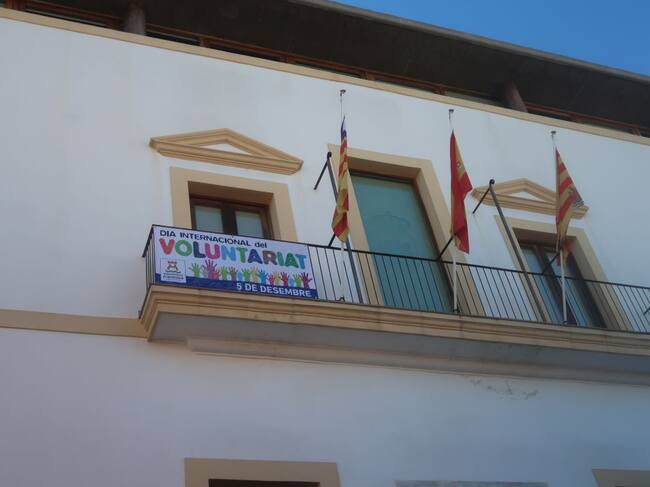 DIA INTERNACIONAL del
VOLUNTARIAT
5 DE DESEMBRE